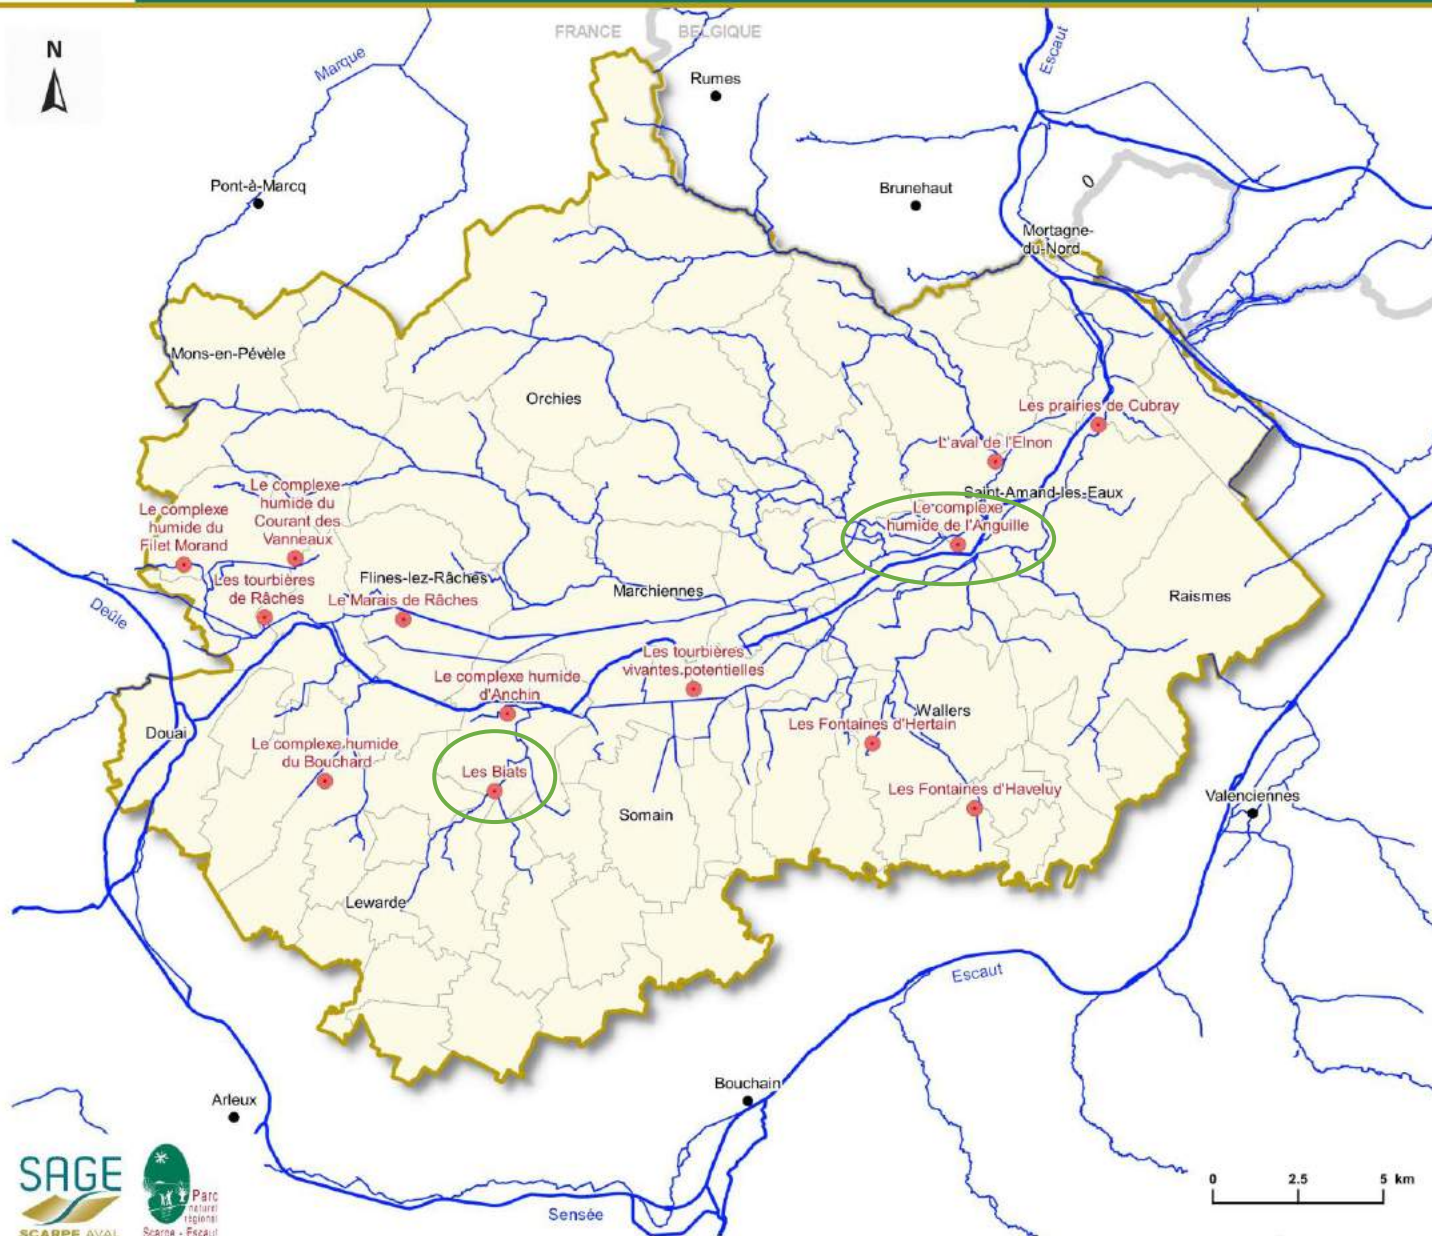 FRANCE
BELGIQUE
N
Marque
Escaut
Rumes
Pont-à-Marcq
Brunehaut
0
Mortagne-
du-Nord
Mons-en-Pévèle
Orchies
Les prairies de Cubray
L'aval de l'Elnon
Saint-Amand-les-Eaux
Le complexe
humide de l'Anguille
Le complexe
humide du
Courant des
Vanneaux
Le complexe
humide du
Filet Morand
Les tourbières
de Râches
Flines-lez-Râches
Le Marais de Râches
Marchiennes
Raismes
Deûle
Les tourbières
vivantes potentielles
Le complexe humide
d'Anchin
Wallers
Les Fontaines d'Hertain
Douai
Le complexe humide
du Bouchard
Les Biats
Les Fontaines d'Haveluy
Valenciennes
Somain
Lewarde
Escaut
Bouchain
Arleux
SAGE
SCARPE AVAL
Parc
naturel
régional
Scarpe - Escaut
Sensée
0 2.5 5 km